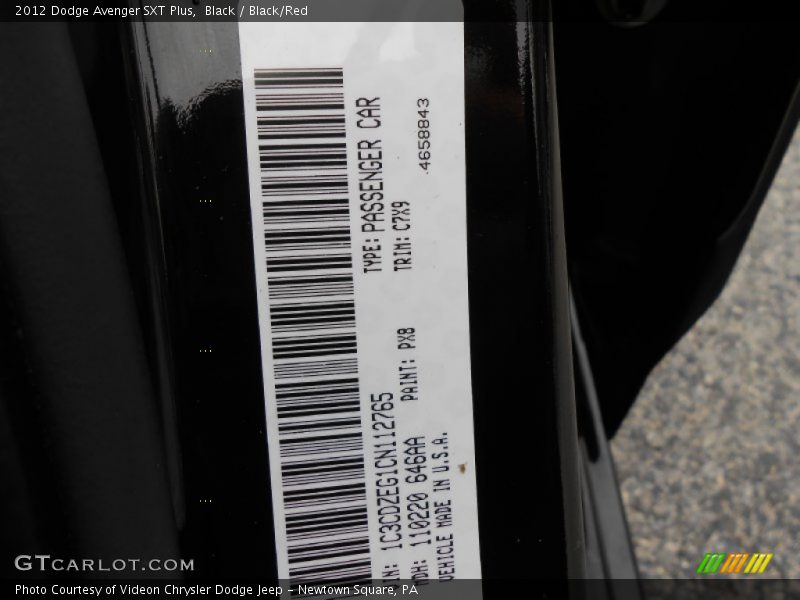 2012 Dodge Avenger SXT Plus, Black / Black/Red
1C3CDZEG1CN112765 TYPE: PASSENGER CAR
110220 646AA PAINT: PX8 TRIM: C7X9
VEHICLE MADE IN U.S.A. 4658843
GTCARLOT.COM
Photo Courtesy of Videon Chrysler Dodge Jeep – Newtown Square, PA